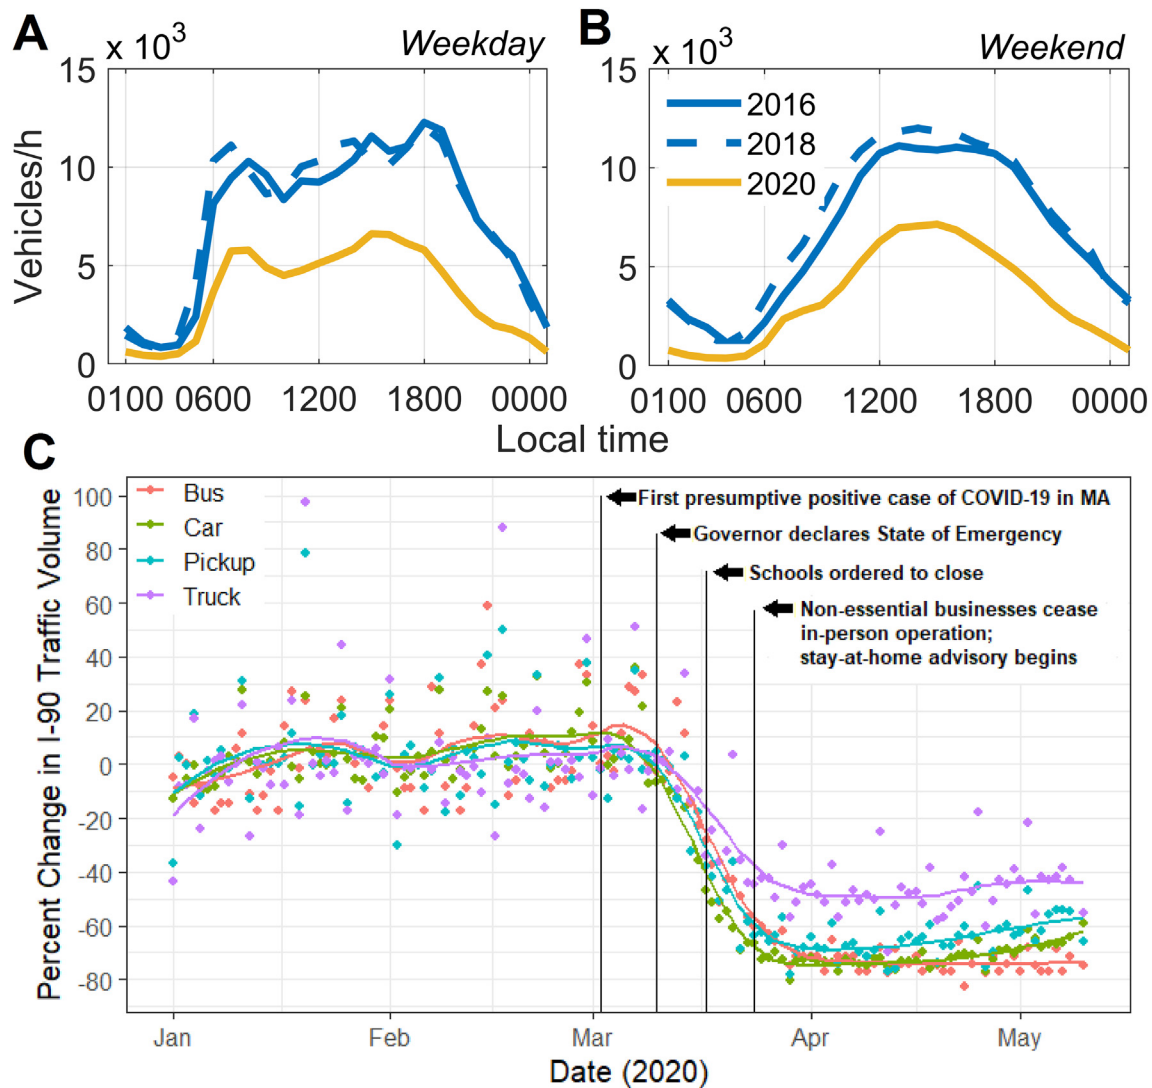 A
x 10³
Weekday
15
10
5
0
0100 0600 1200 1800 0000
Vehicles/h
B
x 10³
Weekend
15
10
5
0
2016
2018
2020
0100 0600 1200 1800 0000
Local time
C
Percent Change in I-90 Traffic Volume
100
80
60
40
20
0
-20
-40
-60
-80
Bus
Car
Pickup
Truck
First presumptive positive case of COVID-19 in MA
Governor declares State of Emergency
Schools ordered to close
Non-essential businesses cease
in-person operation;
stay-at-home advisory begins
Jan Feb Mar Apr May
Date (2020)